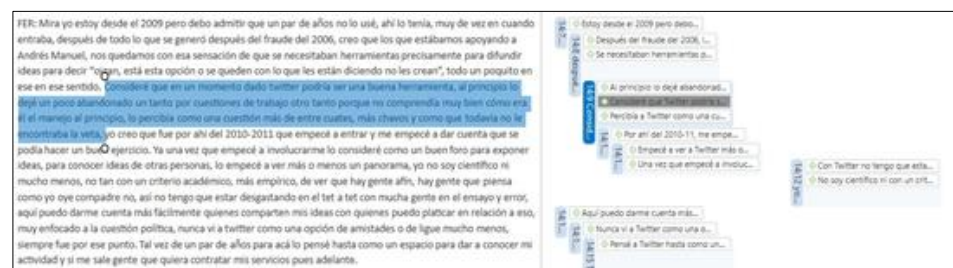 FER: Mira yo estoy desde el 2009 pero debo admitir que un par de años no lo usé, ahí lo tenía, muy de vez en cuando
entraba, después de todo lo que se generó después del fraude del 2006, creo que los que estábamos apoyando a
Andrés Manuel, nos quedamos con esa sensación de que se necesitaban herramientas precisamente para difundir
ideas para decir "oigan, está esta opción o se queden con lo que les están diciendo no les crean", todo un poquito en
ese en ese sentido. Consideré que en un momento dado twitter podría ser una buena herramienta, al principio lo
dejé un poco abandonado un tanto por cuestiones de trabajo otro tanto porque no comprendía muy bien cómo era
él el manejo al principio, lo percibía como una cuestión más de entre cuates, más chavos y como que todavía no le
encontraba la veta, yo creo que fue por ahí del 2010-2011 que empecé a entrar y me empecé a dar cuenta que se
podía hacer un buen ejercicio. Ya una vez que empecé a involucrarme lo consideré como un buen foro para exponer
ideas, para conocer ideas de otras personas, lo empecé a ver más o menos un panorama, yo no soy científico ni
mucho menos, no tan con un criterio académico, más empírico, de ver que hay gente afín, hay gente que piensa
como yo oye compadre no, así no tengo que estar desgastando en el tet a tet con mucha gente en el ensayo y error,
aquí puedo darme cuenta más fácilmente quienes comparten mis ideas con quienes puedo platicar en relación a eso,
muy enfocado a la cuestión política, nunca vi a twitter como una opción de amistades o de ligue mucho menos,
siempre fue por ese punto. Tal vez de un par de años para acá lo pensé hasta como un espacio para dar a conocer mi
actividad y si me sale gente que quiera contratar mis servicios pues adelante.
Estoy desde el 2009 pero debo...
Después del fraude del 2006, l...
Se necesitaban herramientas p...
Al principio lo dejé abandonad...
Consideré que Twitter podría s...
Percibía a Twitter como una cu...
Por ahí del 2010-11, me empe...
Empecé a ver a Twitter más o...
Una vez que empecé a involuc...
Con Twitter no tengo que esta...
No soy científico ni con un crit...
Aquí puedo darme cuenta más...
Nunca vi a Twitter como una o...
Pensé a Twitter hasta como un...